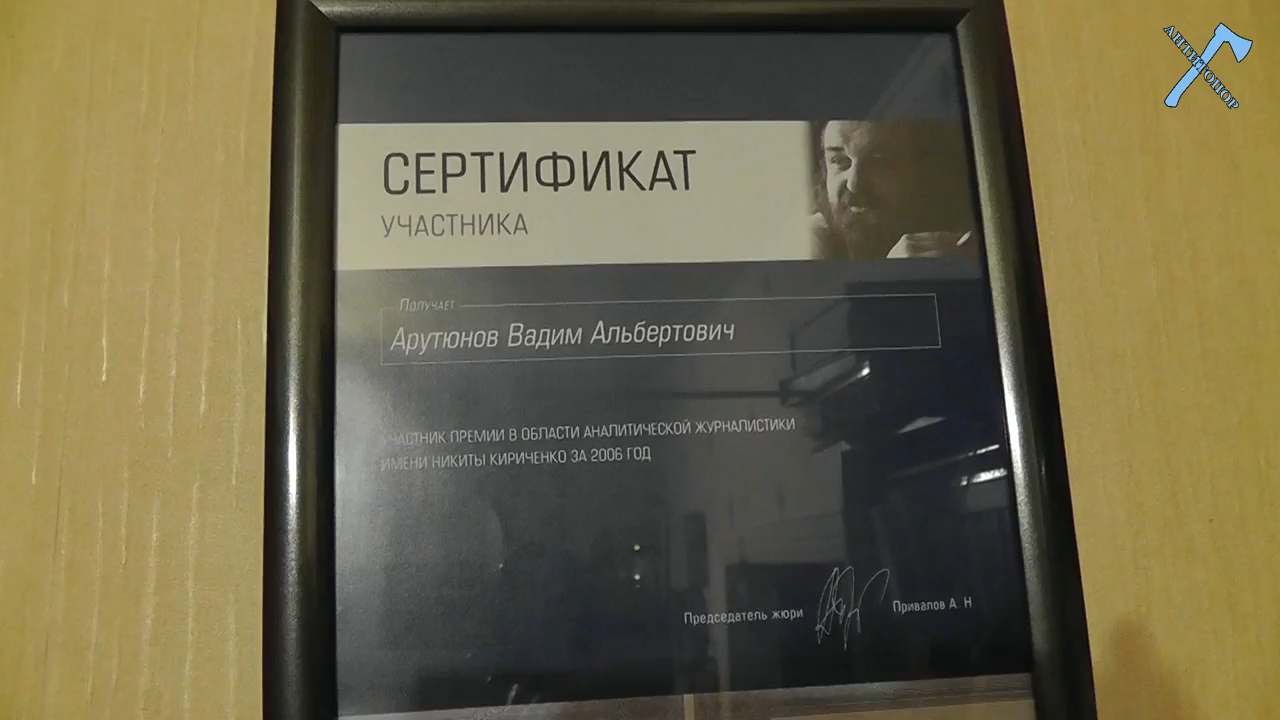 АНТИТОПОР
СЕРТИФИКАТ
УЧАСТНИКА
Получает
Арутюнов Вадим Альбертович
УЧАСТНИК ПРЕМИИ В ОБЛАСТИ АНАЛИТИЧЕСКОЙ ЖУРНАЛИСТИКИ
ИМЕНИ НИКИТЫ КИРИЧЕНКО ЗА 2006 ГОД
Председатель жюри Привалов А. Н